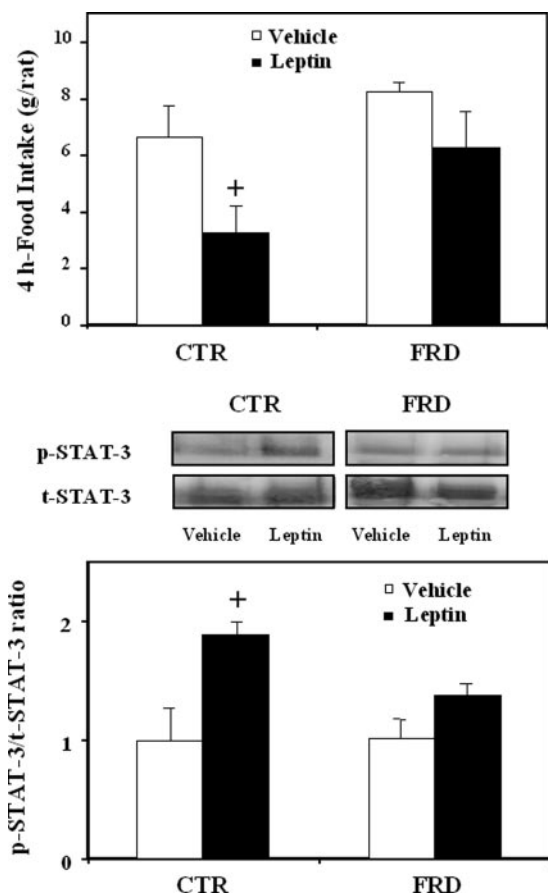 10
8
6
4
2
0
4 h-Food Intake (g/rat)
Vehicle
Leptin
+
CTR FRD
CTR FRD
p-STAT-3
t-STAT-3
Vehicle Leptin Vehicle Leptin
2
1
0
p-STAT-3/t-STAT-3 ratio
Vehicle
Leptin
+
CTR FRD